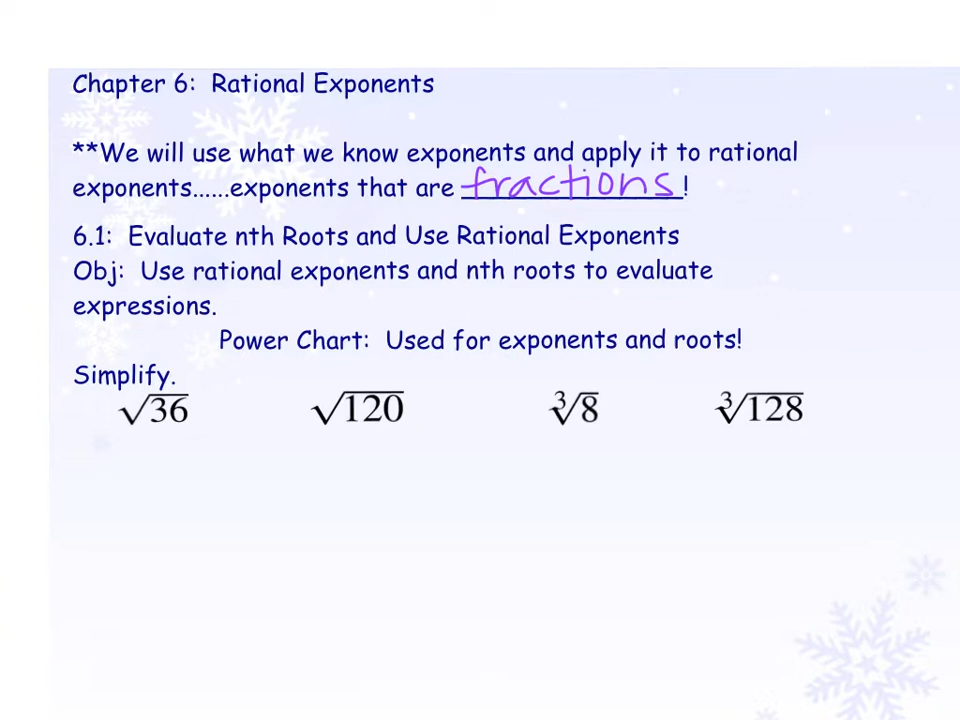 Chapter 6: Rational Exponents
**We will use what we know exponents and apply it to rational
exponents......exponents that are fractions!
6.1: Evaluate nth Roots and Use Rational Exponents
Obj: Use rational exponents and nth roots to evaluate
expressions.
Power Chart: Used for exponents and roots!
Simplify.
√36 √120 ∛8 ∛128